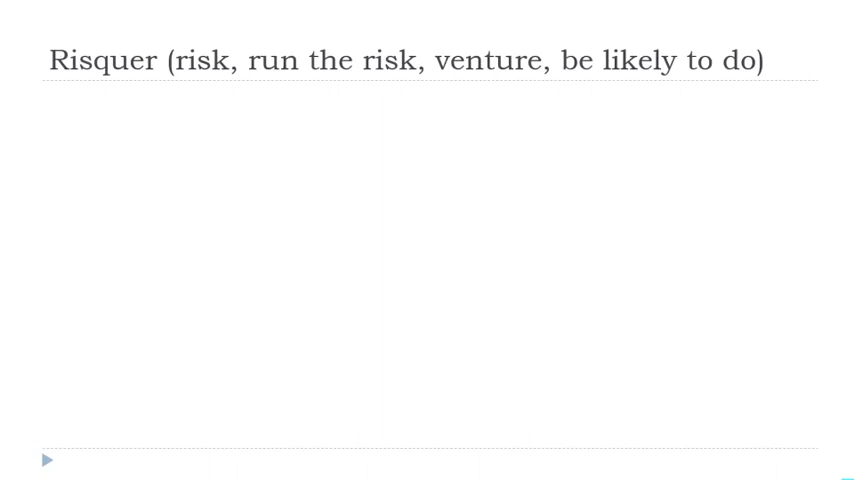 Risquer (risk, run the risk, venture, be likely to do)